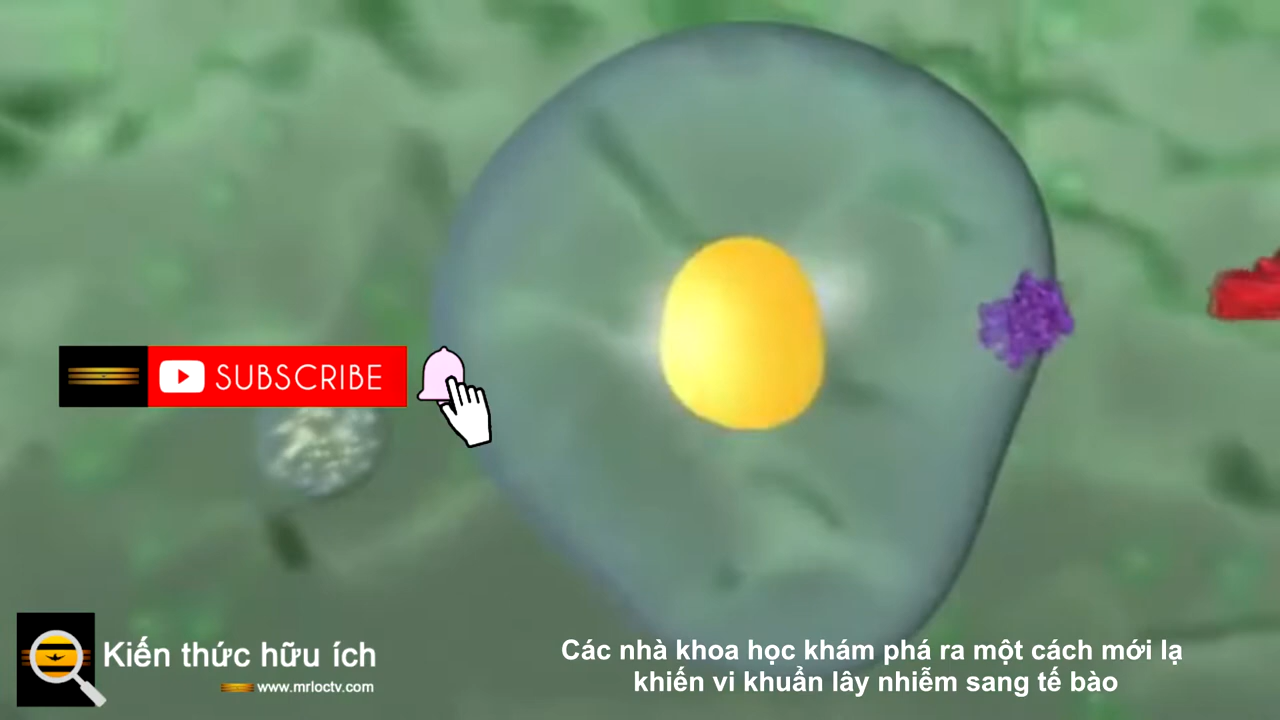 SUBSCRIBE
Kiến thức hữu ích
www.mrloctv.com
Các nhà khoa học khám phá ra một cách mới lạ
khiến vi khuẩn lây nhiễm sang tế bào